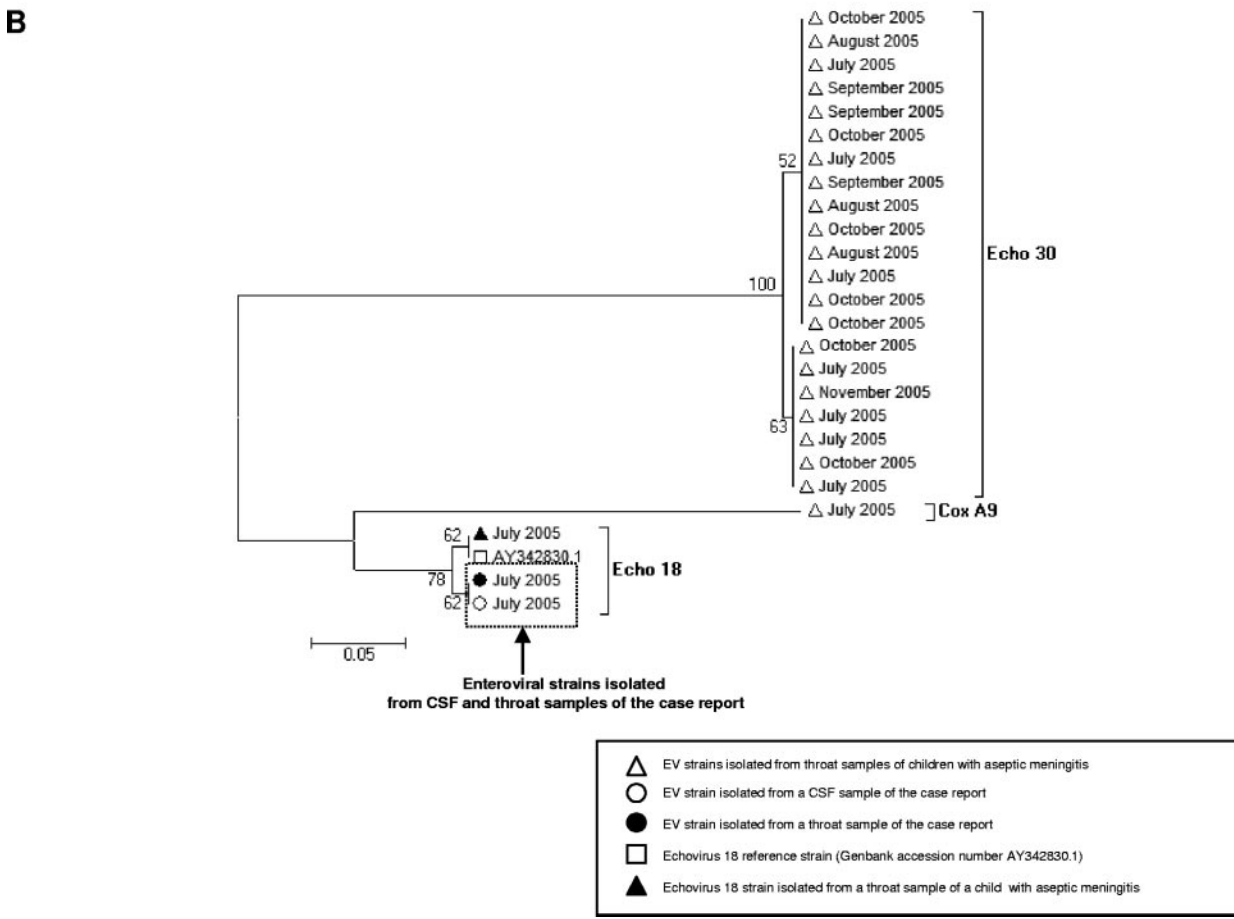 B
October 2005
August 2005
July 2005
September 2005
September 2005
October 2005
July 2005
52
September 2005
August 2005
October 2005
August 2005
Echo 30
July 2005
100
October 2005
October 2005
October 2005
July 2005
November 2005
July 2005
63
July 2005
October 2005
July 2005
July 2005
Cox A9
62
July 2005
AY342830.1
Echo 18
78
July 2005
62
July 2005
0.05
Enteroviral strains isolated
from CSF and throat samples of the case report
EV strains isolated from throat samples of children with aseptic meningitis
EV strain isolated from a CSF sample of the case report
EV strain isolated from a throat sample of the case report
Echovirus 18 reference strain (Genbank accession number AY342830.1)
Echovirus 18 strain isolated from a throat sample of a child with aseptic meningitis